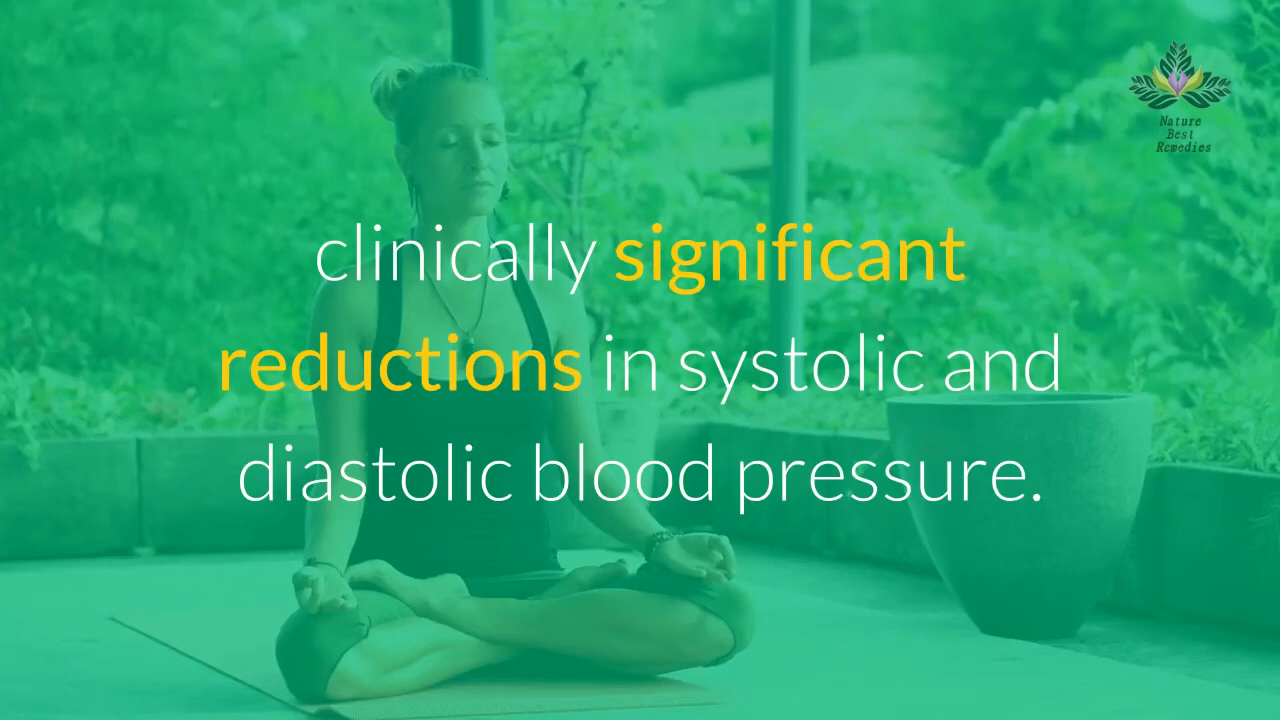 Nature
Best
Remedies
clinically significant
reductions in systolic and
diastolic blood pressure.